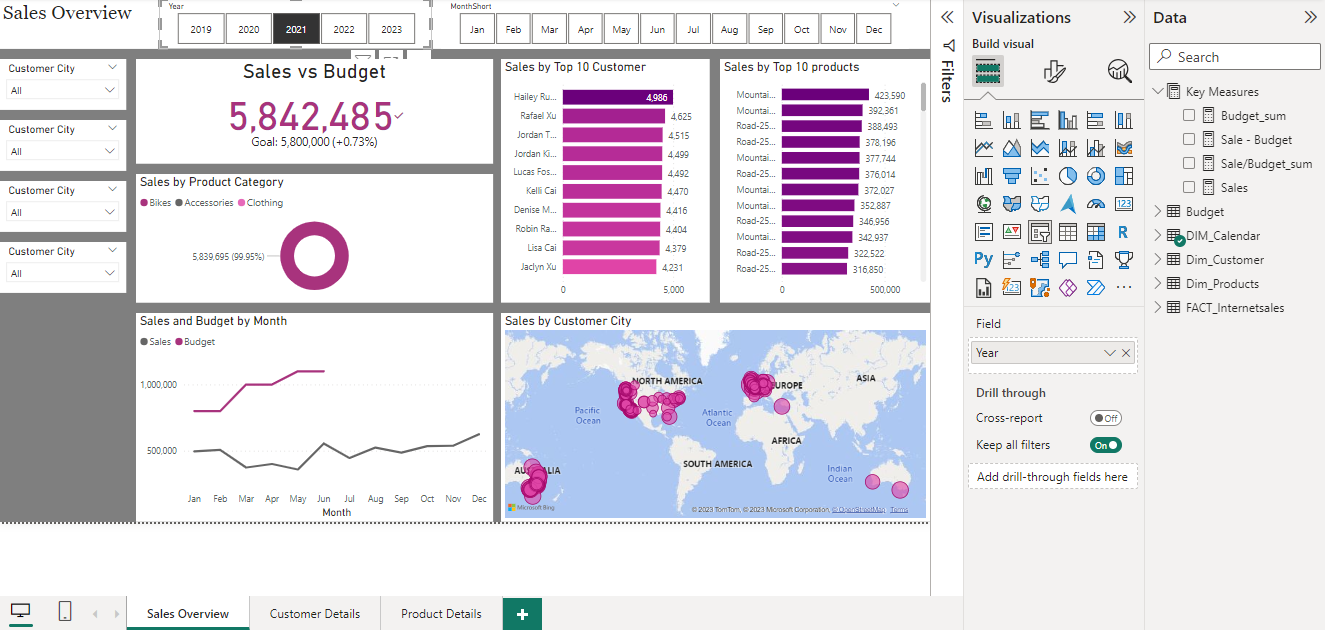 Sales Overview
Year
2019 2020 2021 2022 2023
MonthShort
Jan Feb Mar Apr May Jun Jul Aug Sep Oct Nov Dec
Customer City
All
Customer City
All
Customer City
All
Customer City
All
Sales vs Budget
5,842,485
Goal: 5,800,000 (+0.73%)
Sales by Product Category
Bikes Accessories Clothing
5,839,695 (99.95%)
Sales by Top 10 Customer
Hailey Ru... 4,986
Rafael Xu 4,625
Jordan T... 4,515
Jordan Ki... 4,499
Lucas Fos... 4,492
Kelli Cai 4,470
Denise M... 4,416
Robin Ra... 4,404
Lisa Cai 4,379
Jaclyn Xu 4,231
0 5,000
Sales by Top 10 products
Mountai... 423,590
Mountai... 392,361
Road-25... 388,493
Road-25... 378,196
Mountai... 377,744
Road-25... 376,014
Mountai... 372,027
Mountai... 352,887
Road-25... 346,956
Mountai... 342,937
Road-25... 322,522
Road-25... 316,850
0 500,000
Sales and Budget by Month
Sales Budget
1,000,000
500,000
Jan Feb Mar Apr May Jun Jul Aug Sep Oct Nov Dec
Month
Sales by Customer City
NORTH AMERICA
EUROPE
ASIA
Pacific
Ocean
Atlantic
Ocean
AFRICA
SOUTH AMERICA
Indian
Ocean
Microsoft Bing
© 2023 TomTom, © 2023 Microsoft Corporation, © OpenStreetMap Terms
Filters
Visualizations
Build visual
123
R
Py
123
Field
Year
Drill through
Cross-report Off
Keep all filters On
Add drill-through fields here
Data
Search
Key Measures
Budget_sum
Sale - Budget
Sale/Budget_sum
Sales
Budget
DIM_Calendar
Dim_Customer
Dim_Products
FACT_Internetsales
Sales Overview Customer Details Product Details +